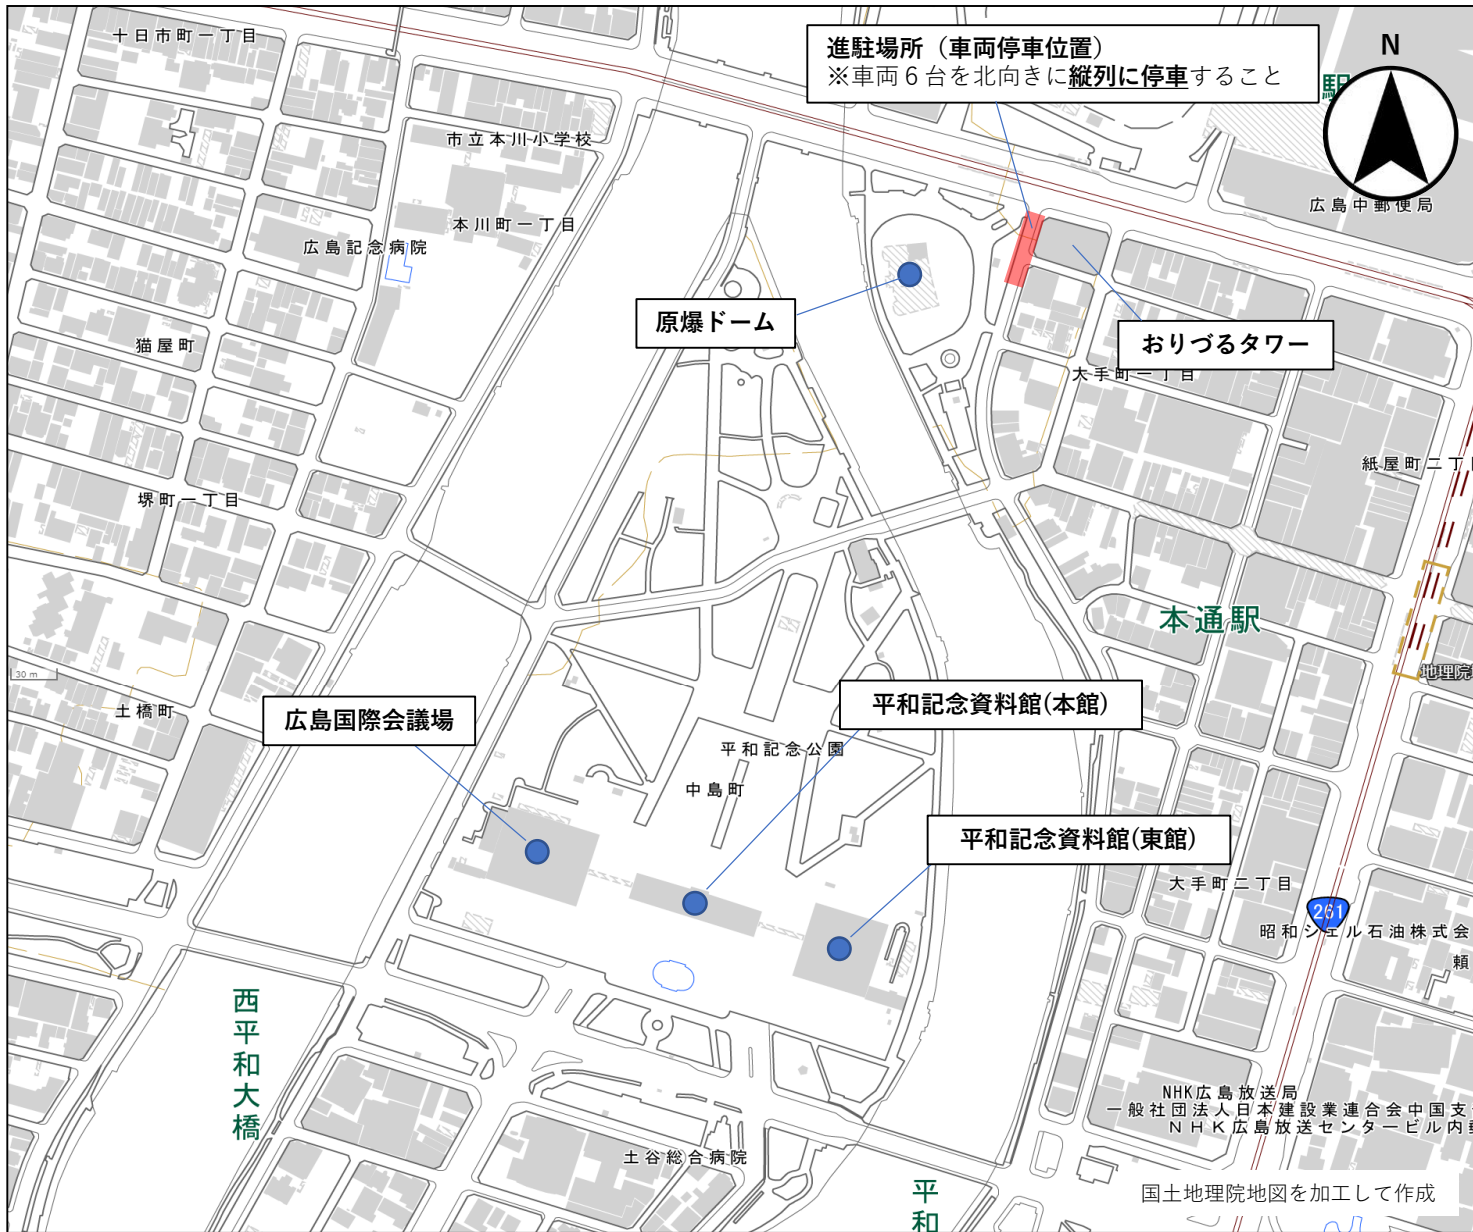 十日市町一丁目
進駐場所（車両停車位置）
※車両６台を北向きに縦列に停車すること
N
駅
市立本川小学校
広島中郵便局
本川町一丁目
広島記念病院
原爆ドーム
おりづるタワー
猫屋町
大手町一丁目
紙屋町二丁目
堺町一丁目
本通駅
30 m
地理院
土橋町
広島国際会議場
平和記念資料館(本館)
平和記念公園
中島町
平和記念資料館(東館)
大手町二丁目
261
昭和シェル石油株式会
頼
西平和大橋
NHK広島放送局
一般社団法人日本建設業連合会中国支
ＮＨＫ広島放送センタービル内
土谷総合病院
平和
国土地理院地図を加工して作成